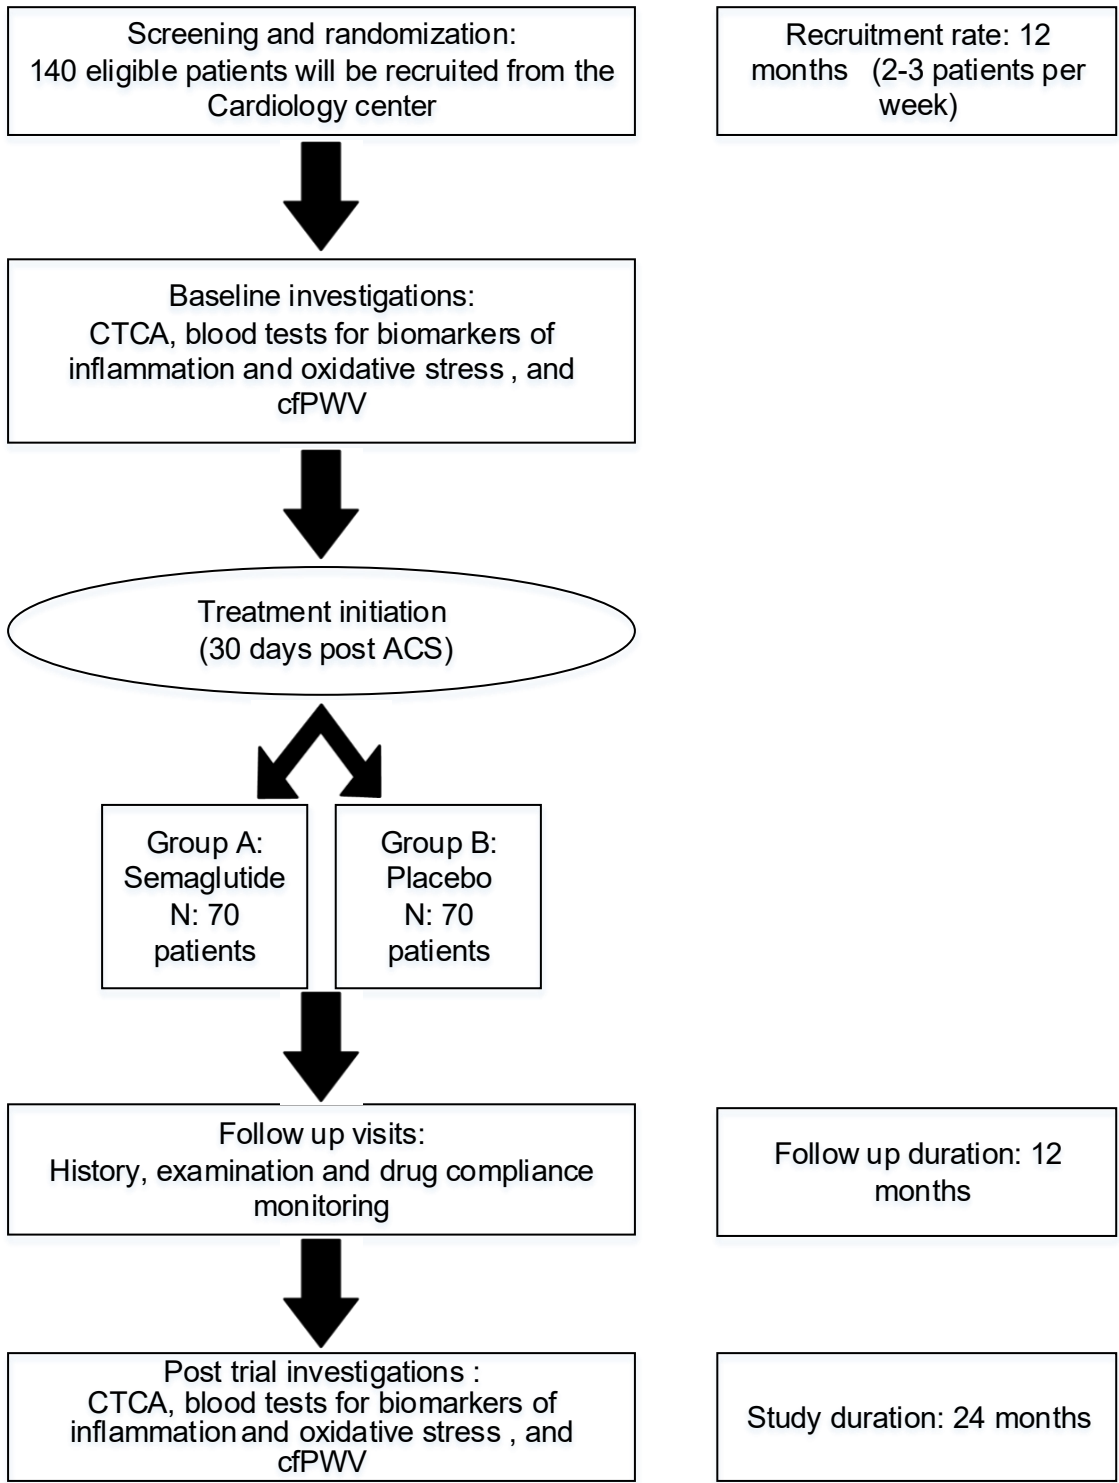 Screening and randomization:
140 eligible patients will be recruited from the
Cardiology center
Recruitment rate: 12
months (2-3 patients per
week)
Baseline investigations:
CTCA, blood tests for biomarkers of
inflammation and oxidative stress , and
cfPWV
Treatment initiation
(30 days post ACS)
Group A:
Semaglutide
N: 70
patients
Group B:
Placebo
N: 70
patients
Follow up visits:
History, examination and drug compliance
monitoring
Follow up duration: 12
months
Post trial investigations :
CTCA, blood tests for biomarkers of
inflammation and oxidative stress , and
cfPWV
Study duration: 24 months